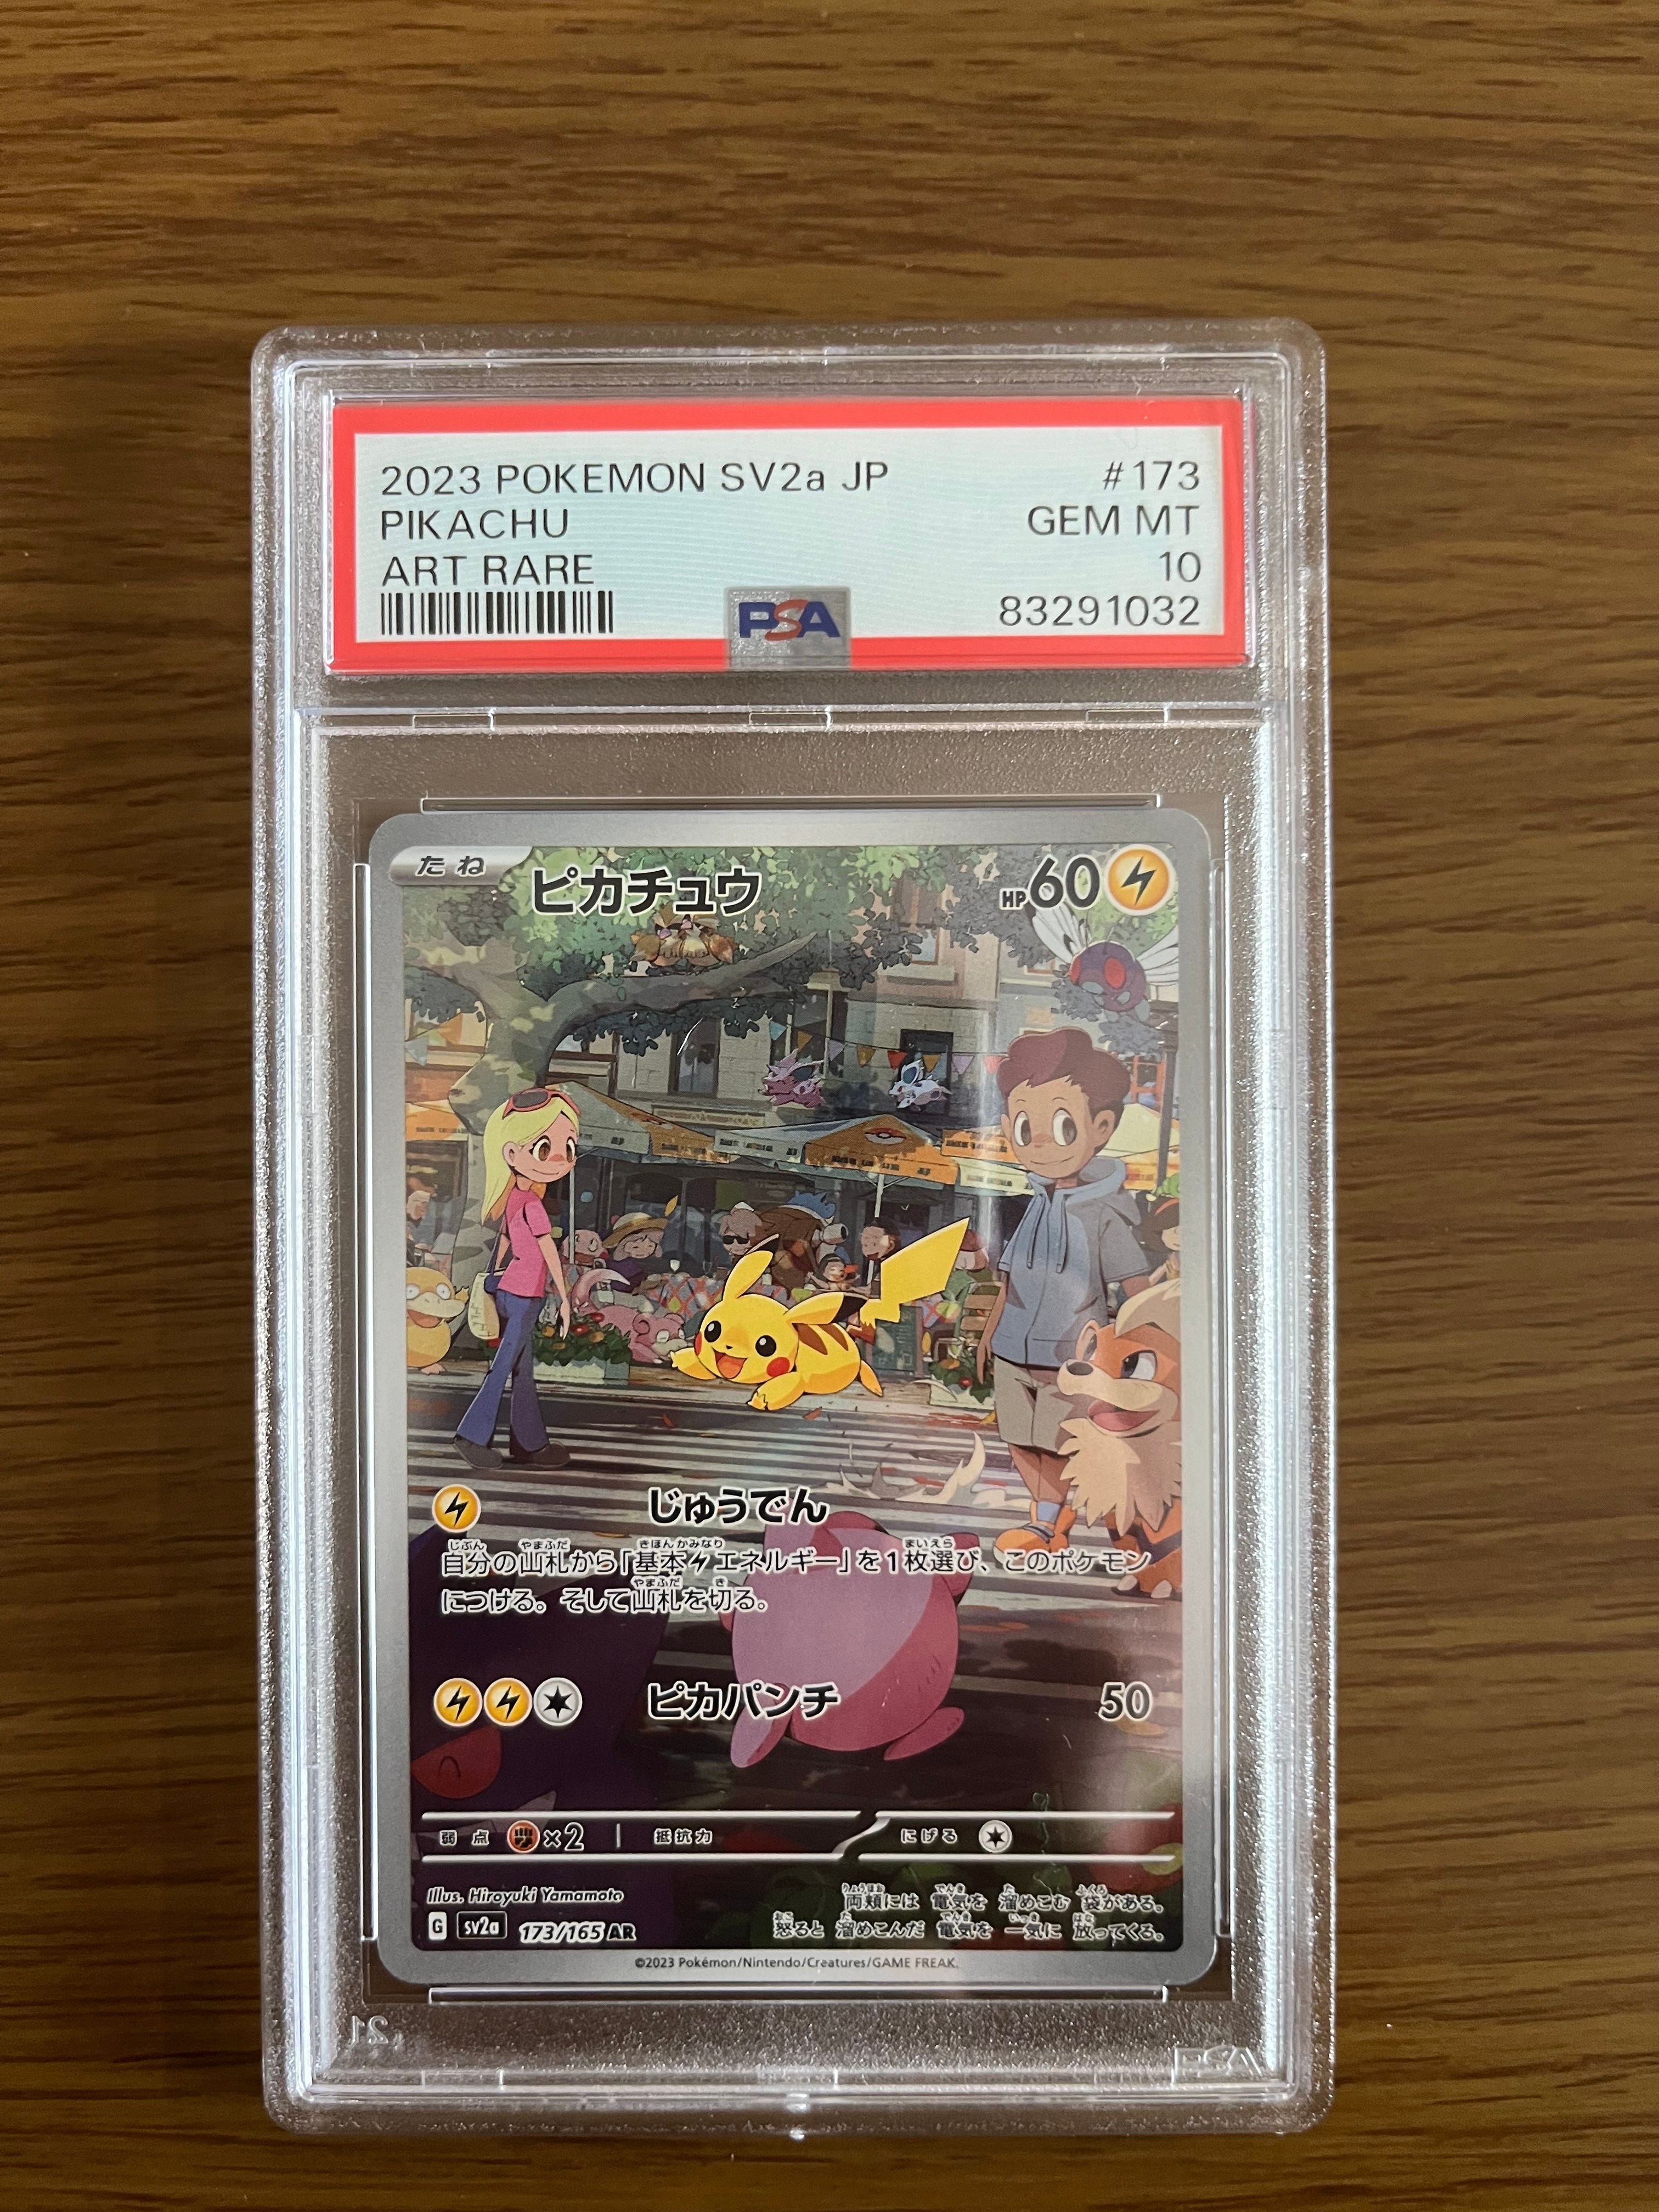 2023 POKEMON SV2a JP #173
PIKACHU GEM MT
ART RARE 10
83291032
PSA
たね ピカチュウ HP60
じゅうでん
自分の山札から「基本エネルギー」を1枚選び、このポケモン
につける。そして山札を切る。
ピカパンチ 50
弱点 ×2 抵抗力 にげる
Illus. Hiroyuki Yamamoto
両頬には 電気を 溜めこむ 袋がある。
怒ると 溜めこんだ 電気を 一気に 放ってくる。
G sv2a 173/165 AR
©2023 Pokémon/Nintendo/Creatures/GAME FREAK.
PSA